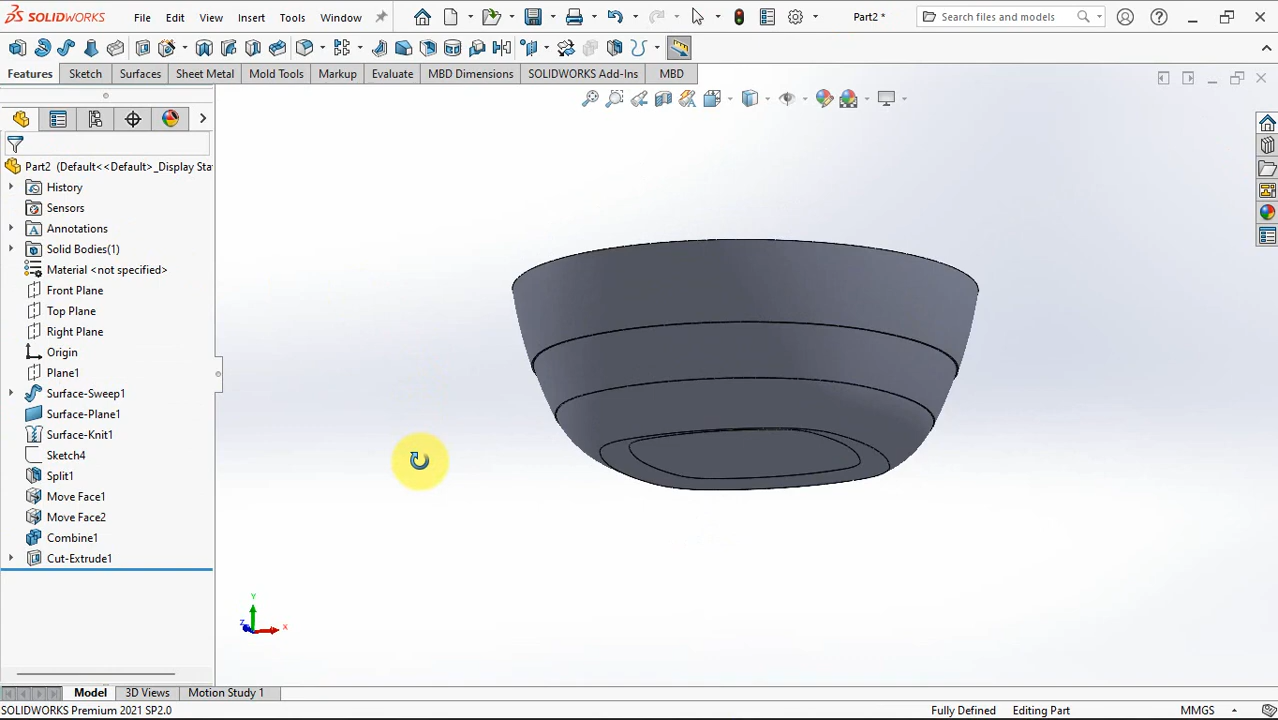 SOLIDWORKS File Edit View Insert Tools Window Part2 * Search files and models
Features Sketch Surfaces Sheet Metal Mold Tools Markup Evaluate MBD Dimensions SOLIDWORKS Add-Ins MBD
Part2 (Default<<Default>_Display Sta
History
Sensors
Annotations
Solid Bodies(1)
Material <not specified>
Front Plane
Top Plane
Right Plane
Origin
Plane1
Surface-Sweep1
Surface-Plane1
Surface-Knit1
Sketch4
Split1
Move Face1
Move Face2
Combine1
Cut-Extrude1
Y
Z X
Model 3D Views Motion Study 1
SOLIDWORKS Premium 2021 SP2.0 Fully Defined Editing Part MMGS